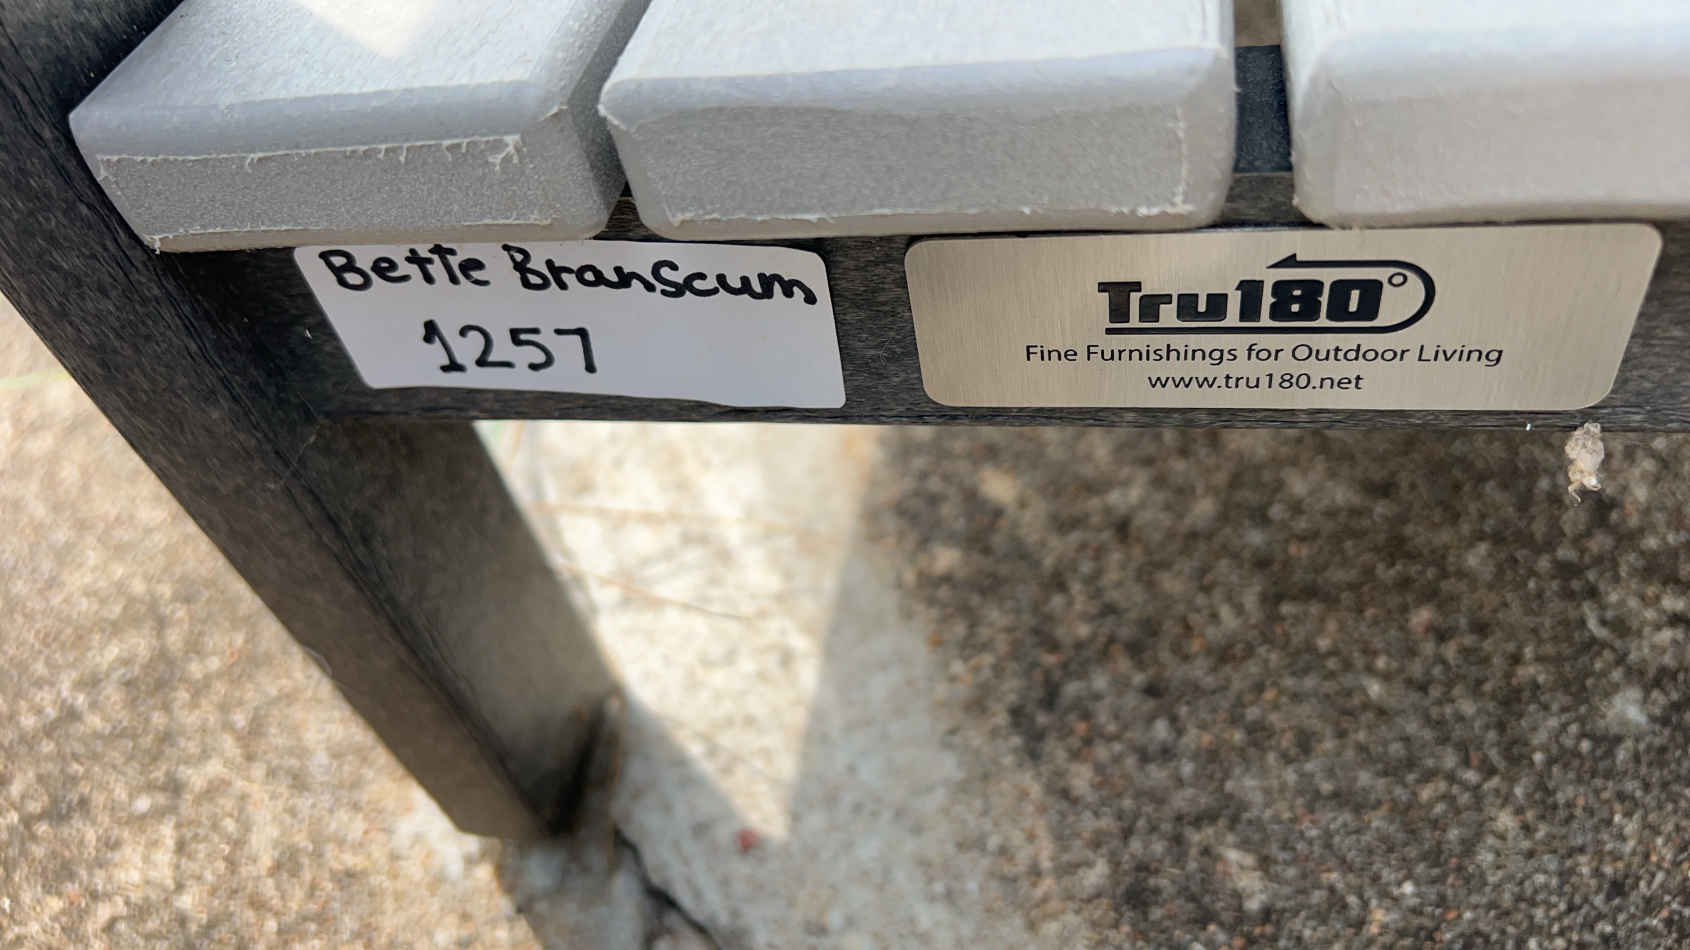 Bette Branscum
1257
Tru180°
Fine Furnishings for Outdoor Living
www.tru180.net